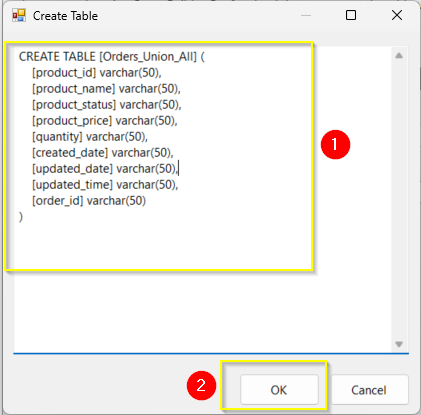 Create Table
CREATE TABLE [Orders_Union_All] (
[product_id] varchar(50),
[product_name] varchar(50),
[product_status] varchar(50),
[product_price] varchar(50),
[quantity] varchar(50),
[created_date] varchar(50),
[updated_date] varchar(50),
[updated_time] varchar(50),
[order_id] varchar(50)
)
1
2
OK
Cancel